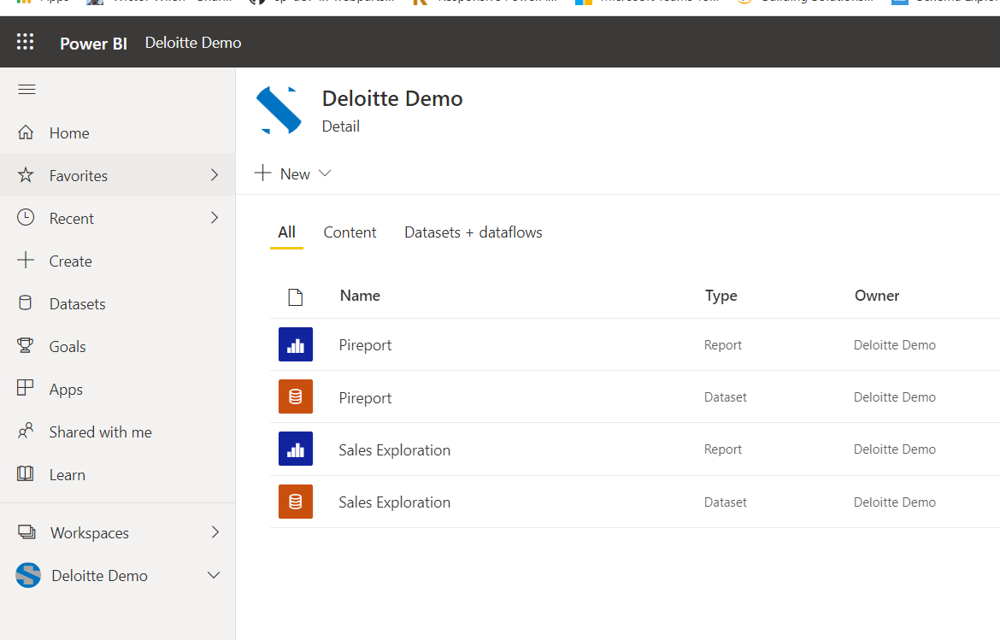 Power BI Deloitte Demo
Deloitte Demo
Detail
New
Home
Favorites
Recent
Create
Datasets
Goals
Apps
Shared with me
Learn
Workspaces
Deloitte Demo
All Content Datasets + dataflows
Name Type Owner
Pireport Report Deloitte Demo
Pireport Dataset Deloitte Demo
Sales Exploration Report Deloitte Demo
Sales Exploration Dataset Deloitte Demo